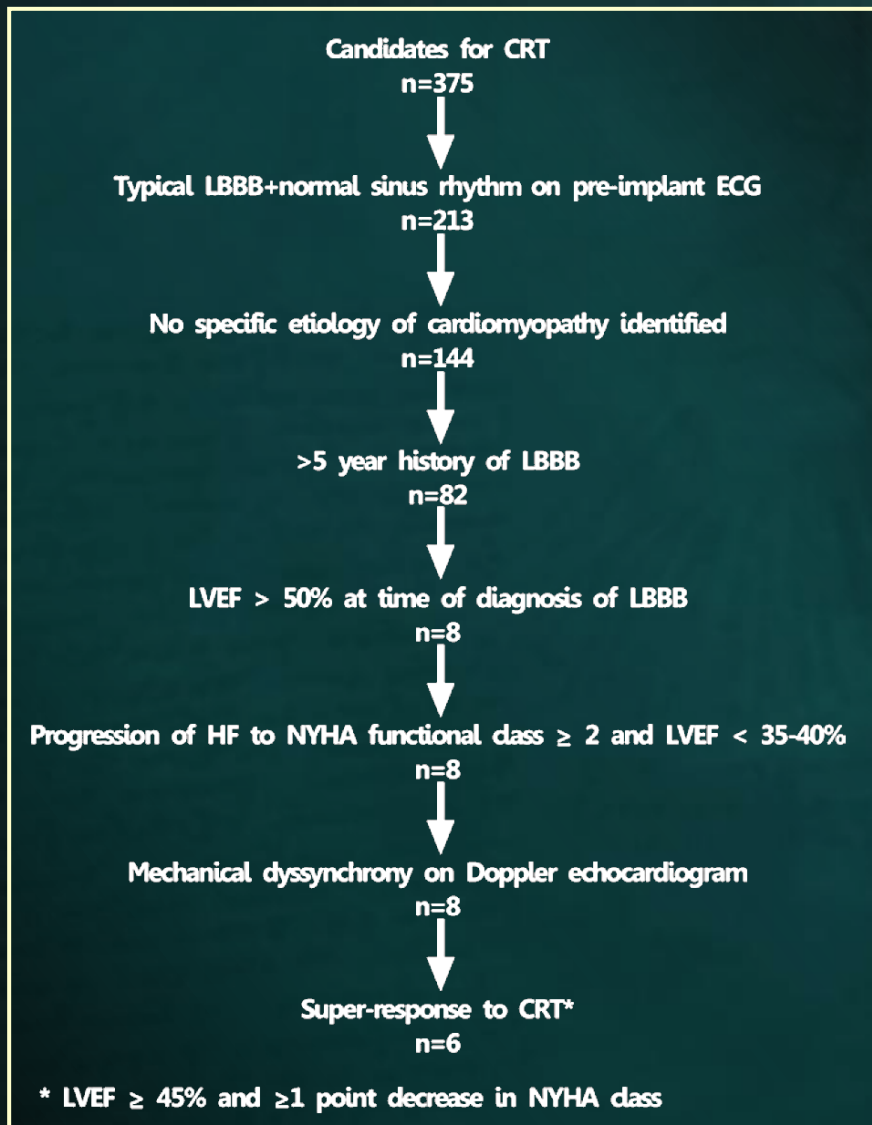 Candidates for CRT
n=375
Typical LBBB+normal sinus rhythm on pre-implant ECG
n=213
No specific etiology of cardiomyopathy identified
n=144
>5 year history of LBBB
n=82
LVEF > 50% at time of diagnosis of LBBB
n=8
Progression of HF to NYHA functional class ≥ 2 and LVEF < 35-40%
n=8
Mechanical dyssynchrony on Doppler echocardiogram
n=8
Super-response to CRT*
n=6
* LVEF ≥ 45% and ≥1 point decrease in NYHA class